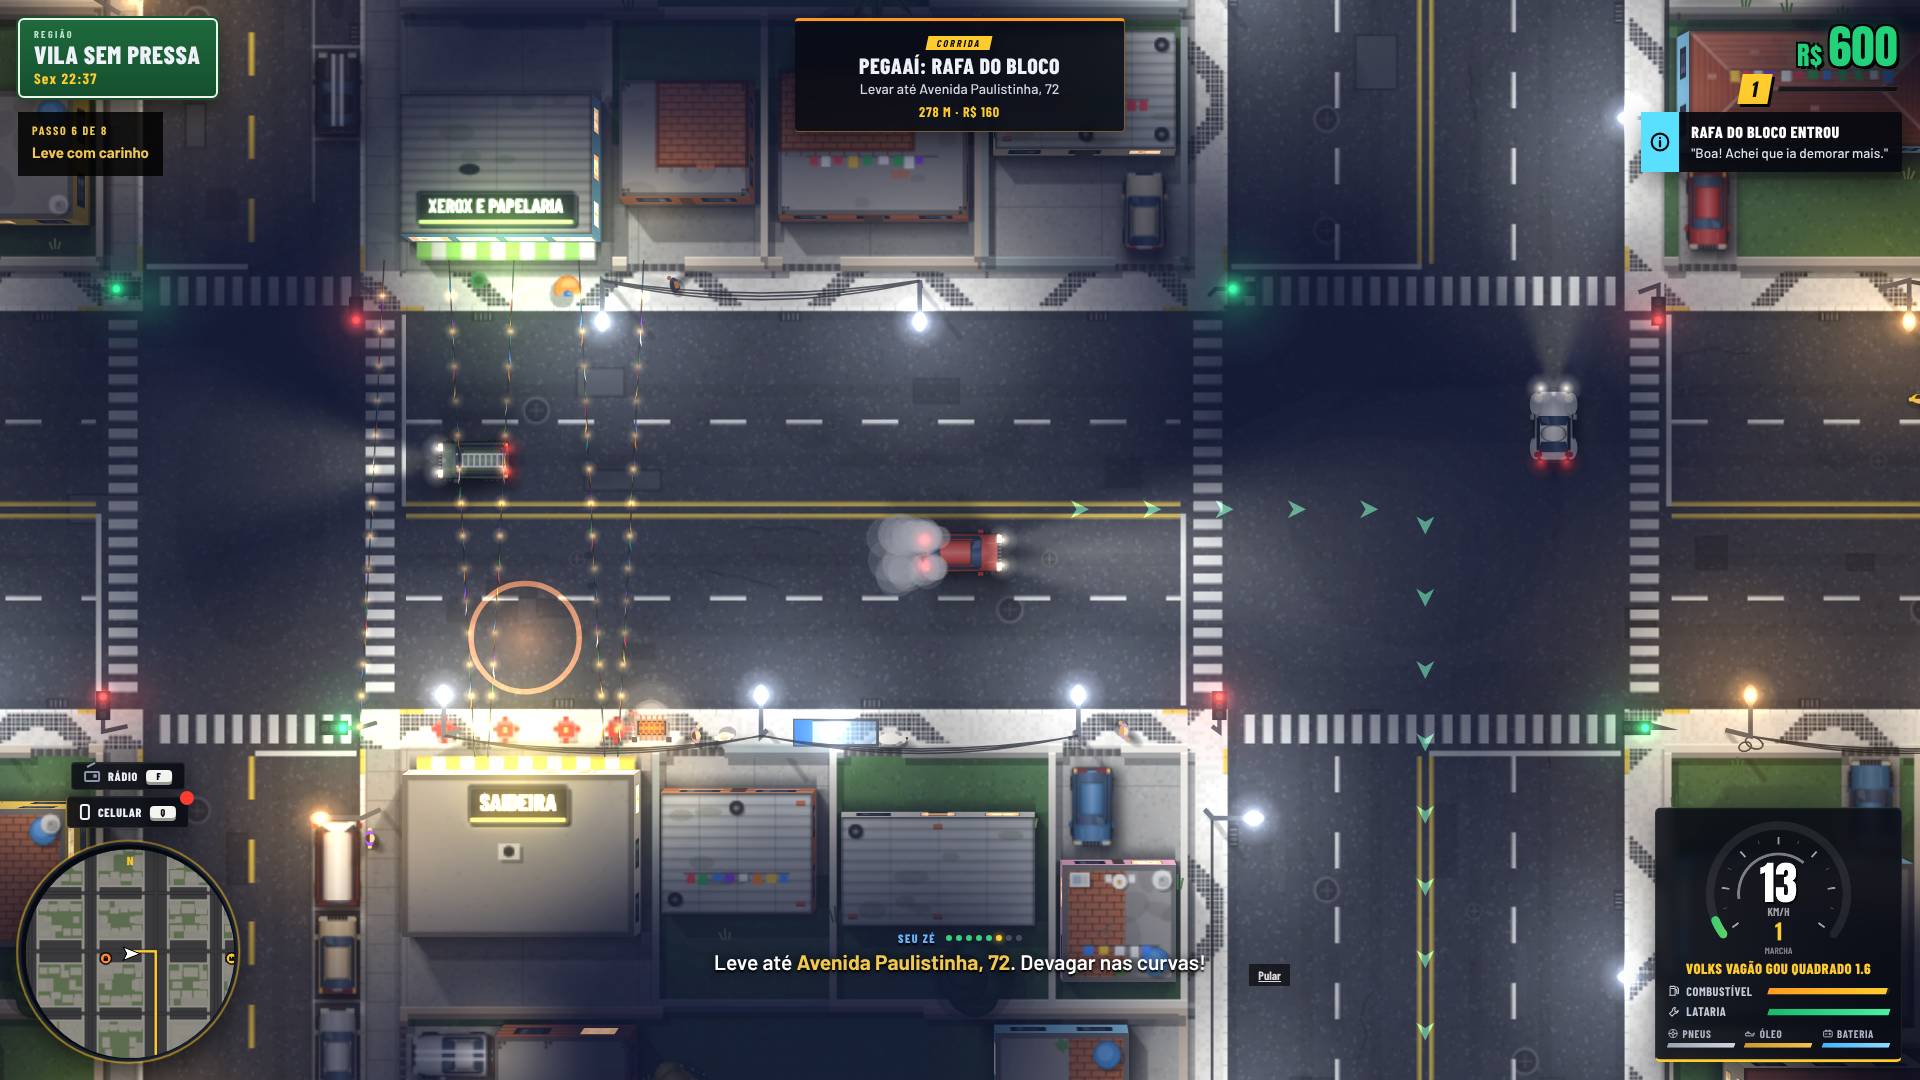 REGIÃO
VILA SEM PRESSA
Sex 22:37
PASSO 6 DE 8
Leve com carinho
CORRIDA
PEGAAÍ: RAFA DO BLOCO
Levar até Avenida Paulistinha, 72
278 M · R$ 160
R$ 600
1
RAFA DO BLOCO ENTROU
"Boa! Achei que ia demorar mais."
XEROX E PAPELARIA
SAIDEIRA
RÁDIO F
CELULAR Q
N
SEU ZÉ
Leve até Avenida Paulistinha, 72. Devagar nas curvas!
Pular
13
KM/H
1
MARCHA
VOLKS VAGÃO GOU QUADRADO 1.6
COMBUSTÍVEL
LATARIA
PNEUS ÓLEO BATERIA